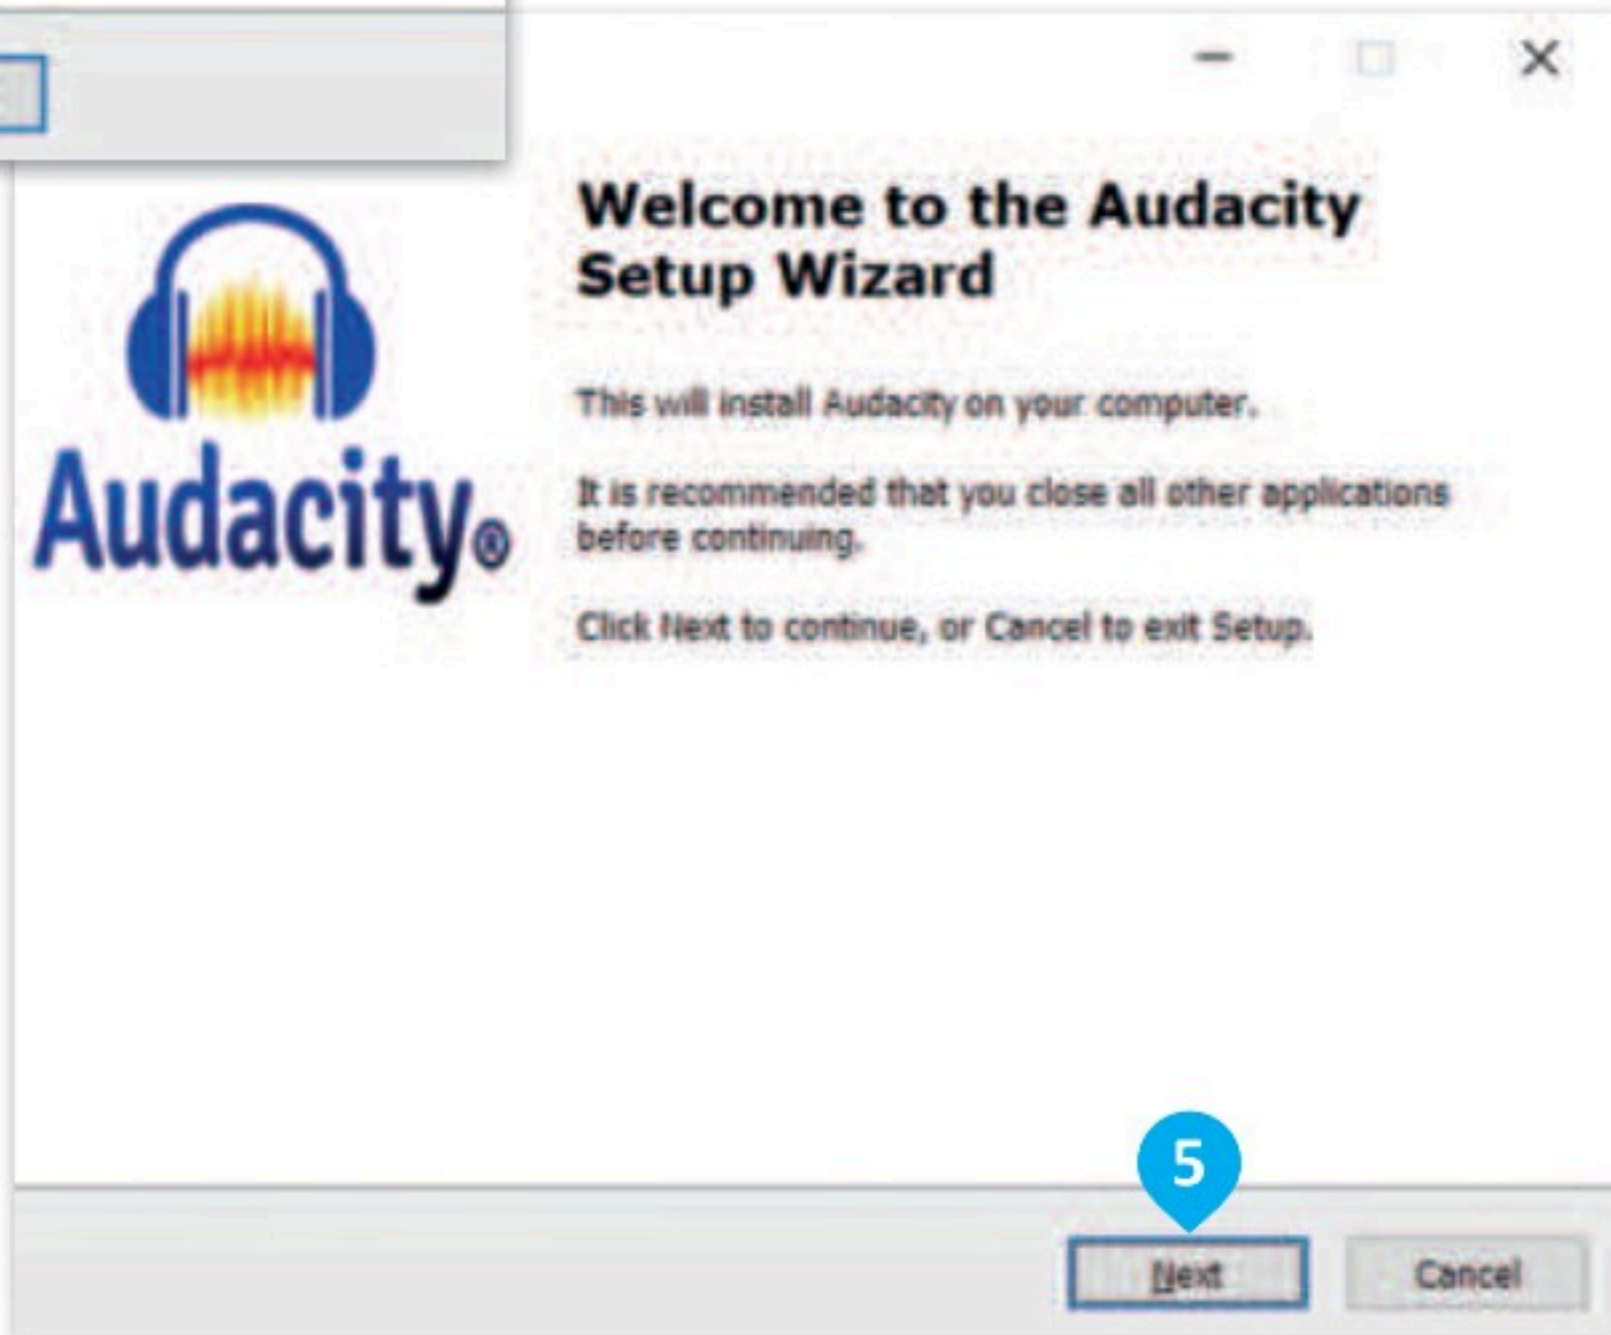 Welcome to the Audacity
Setup Wizard
Audacity®
This will install Audacity on your computer.
It is recommended that you close all other applications
before continuing.
Click Next to continue, or Cancel to exit Setup.
5
Next
Cancel